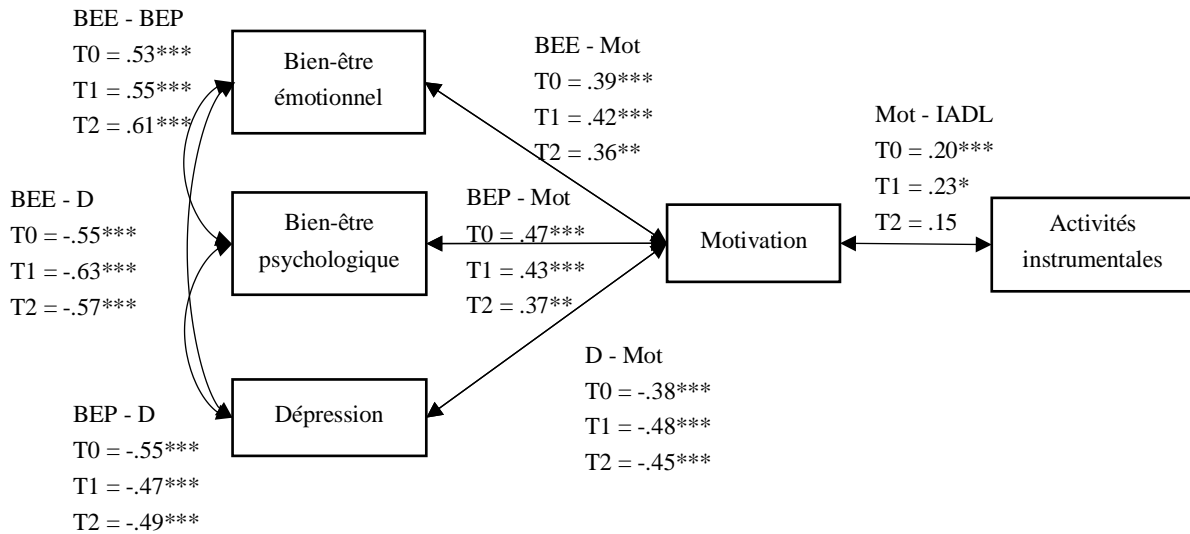 BEE - BEP
T0 = .53***
T1 = .55***
T2 = .61***
Bien-être
émotionnel
BEE - Mot
T0 = .39***
T1 = .42***
T2 = .36**
Mot - IADL
T0 = .20***
T1 = .23*
T2 = .15
BEE - D
T0 = -.55***
T1 = -.63***
T2 = -.57***
Bien-être
psychologique
BEP - Mot
T0 = .47***
T1 = .43***
T2 = .37**
Motivation
Activités
instrumentales
D - Mot
T0 = -.38***
T1 = -.48***
T2 = -.45***
Dépression
BEP - D
T0 = -.55***
T1 = -.47***
T2 = -.49***